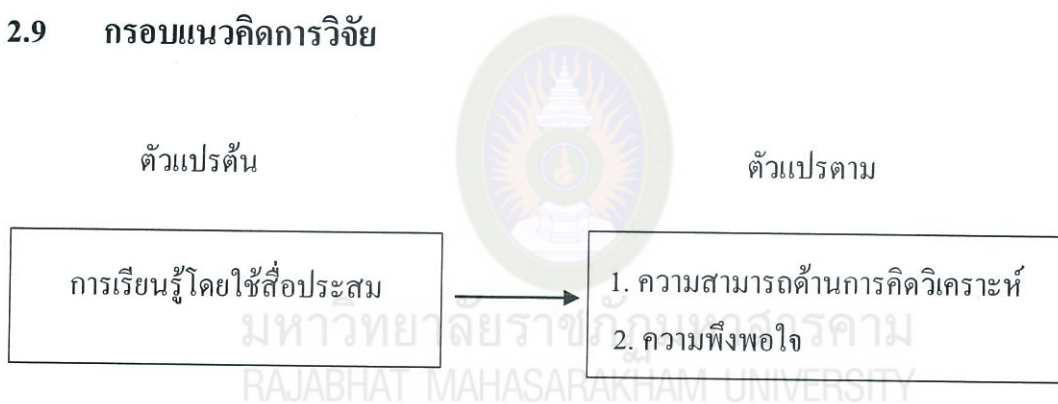 2.9 กรอบแนวคิดการวิจัย
ตัวแปรต้น
ตัวแปรตาม
การเรียนรู้โดยใช้สื่อประสม
1. ความสามารถด้านการคิดวิเคราะห์
2. ความพึงพอใจ
มหาวิทยาลัยราชภัฏมหาสารคาม
RAJABHAT MAHASARAKHAM UNIVERSITY